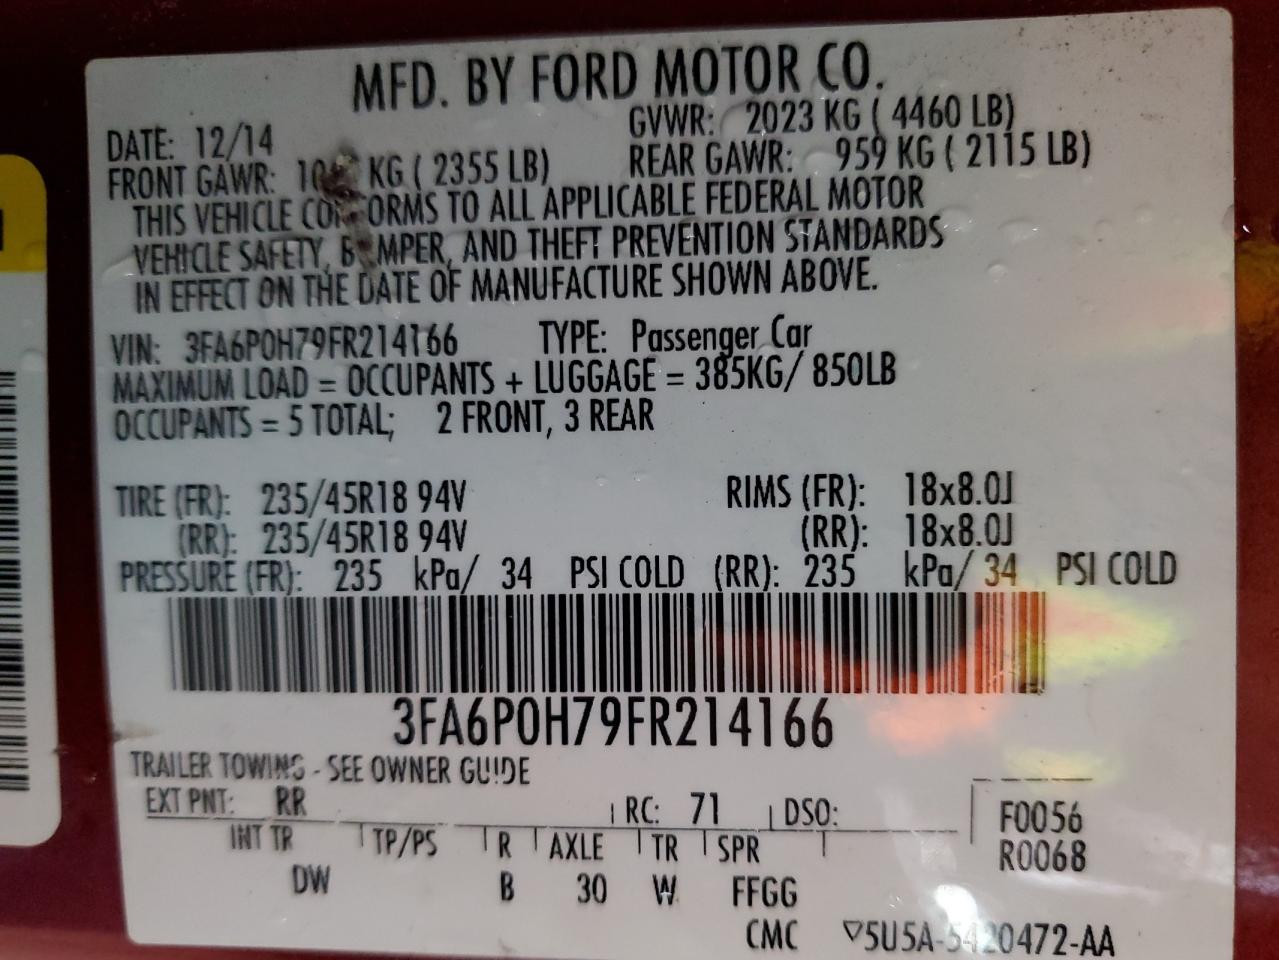 MFD. BY FORD MOTOR CO.
DATE: 12/14 GVWR: 2023 KG ( 4460 LB)
FRONT GAWR: KG ( 2355 LB) REAR GAWR: 959 KG ( 2115 LB)
THIS VEHICLE CONFORMS TO ALL APPLICABLE FEDERAL MOTOR
VEHICLE SAFETY, BUMPER, AND THEFT PREVENTION STANDARDS
IN EFFECT ON THE DATE OF MANUFACTURE SHOWN ABOVE.
VIN: 3FA6P0H79FR214166 TYPE: Passenger Car
MAXIMUM LOAD = OCCUPANTS + LUGGAGE = 385KG/ 850LB
OCCUPANTS = 5 TOTAL; 2 FRONT, 3 REAR
TIRE (FR): 235/45R18 94V RIMS (FR): 18x8.0J
(RR): 235/45R18 94V (RR): 18x8.0J
PRESSURE (FR): 235 kPa/ 34 PSI COLD (RR): 235 kPa/ 34 PSI COLD
3FA6P0H79FR214166
TRAILER TOWING - SEE OWNER GUIDE
EXT PNT: RR RC: 71 DSO: F0056
INT TR TP/PS R AXLE TR SPR R0068
DW B 30 W FFGG
CMC ▽5U5A-5420472-AA